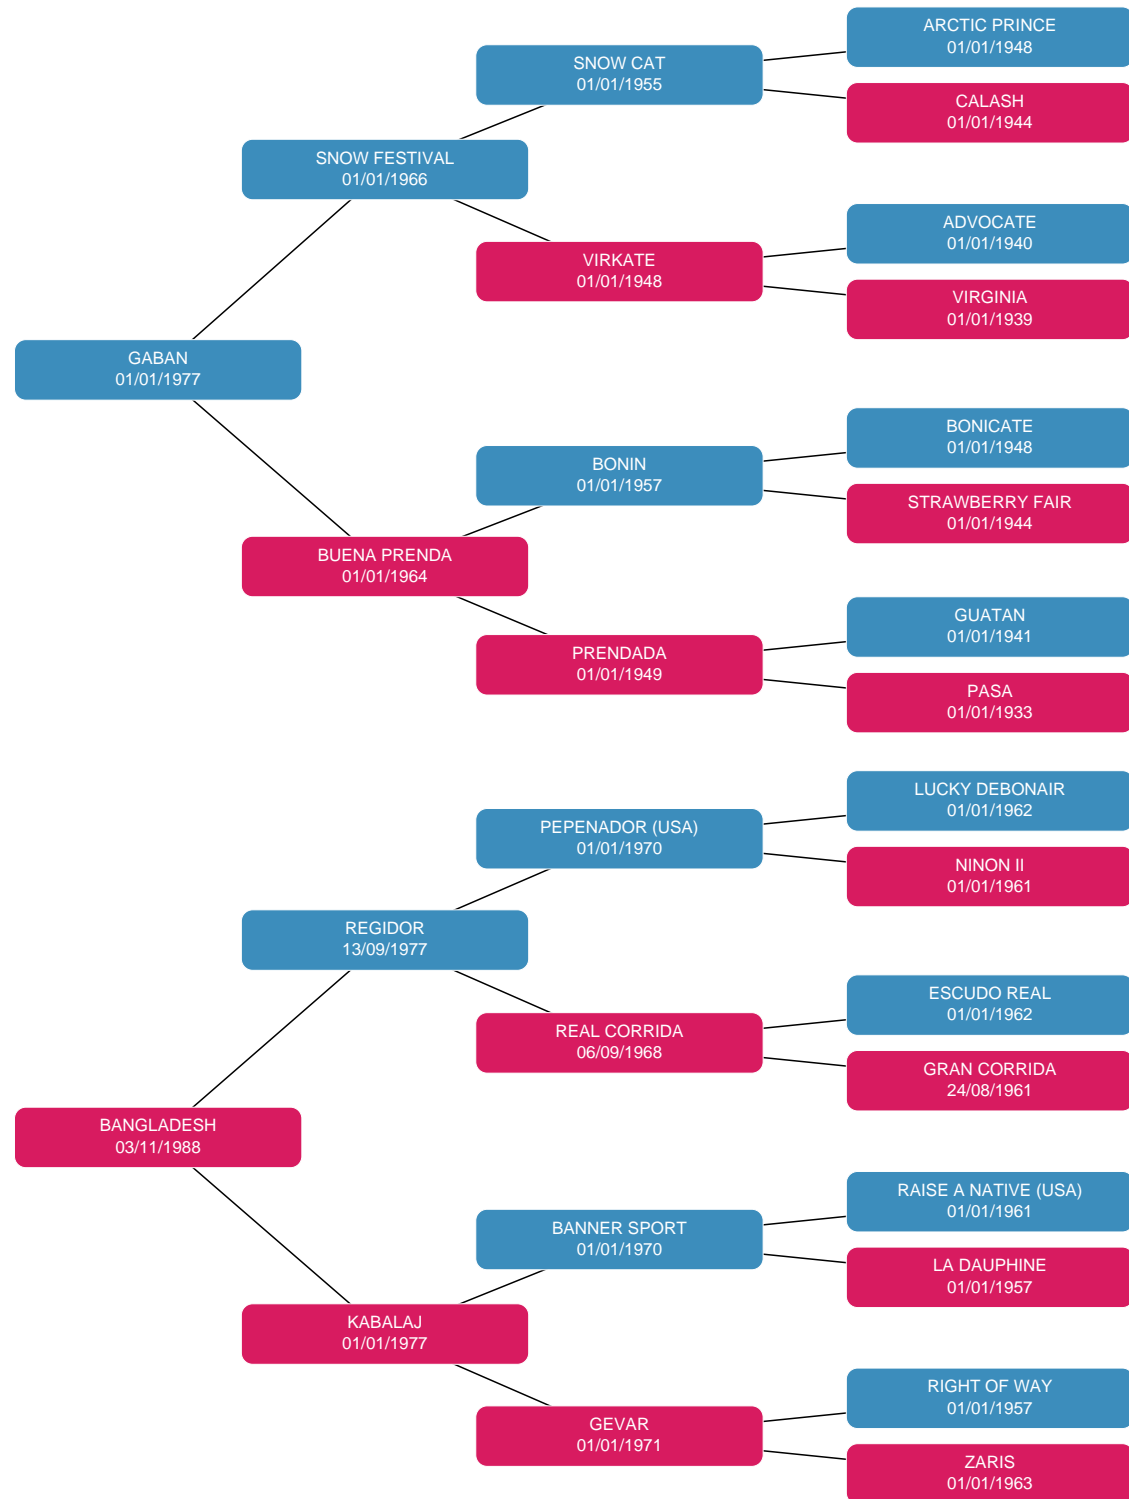 ARCTIC PRINCE
01/01/1948
SNOW CAT
01/01/1955
CALASH
01/01/1944
SNOW FESTIVAL
01/01/1966
ADVOCATE
01/01/1940
VIRKATE
01/01/1948
VIRGINIA
01/01/1939
GABAN
01/01/1977
BONICATE
01/01/1948
BONIN
01/01/1957
STRAWBERRY FAIR
01/01/1944
BUENA PRENDA
01/01/1964
GUATAN
01/01/1941
PRENDADA
01/01/1949
PASA
01/01/1933
LUCKY DEBONAIR
01/01/1962
PEPENADOR (USA)
01/01/1970
NINON II
01/01/1961
REGIDOR
13/09/1977
ESCUDO REAL
01/01/1962
REAL CORRIDA
06/09/1968
GRAN CORRIDA
24/08/1961
BANGLADESH
03/11/1988
RAISE A NATIVE (USA)
01/01/1961
BANNER SPORT
01/01/1970
LA DAUPHINE
01/01/1957
KABALAJ
01/01/1977
RIGHT OF WAY
01/01/1957
GEVAR
01/01/1971
ZARIS
01/01/1963